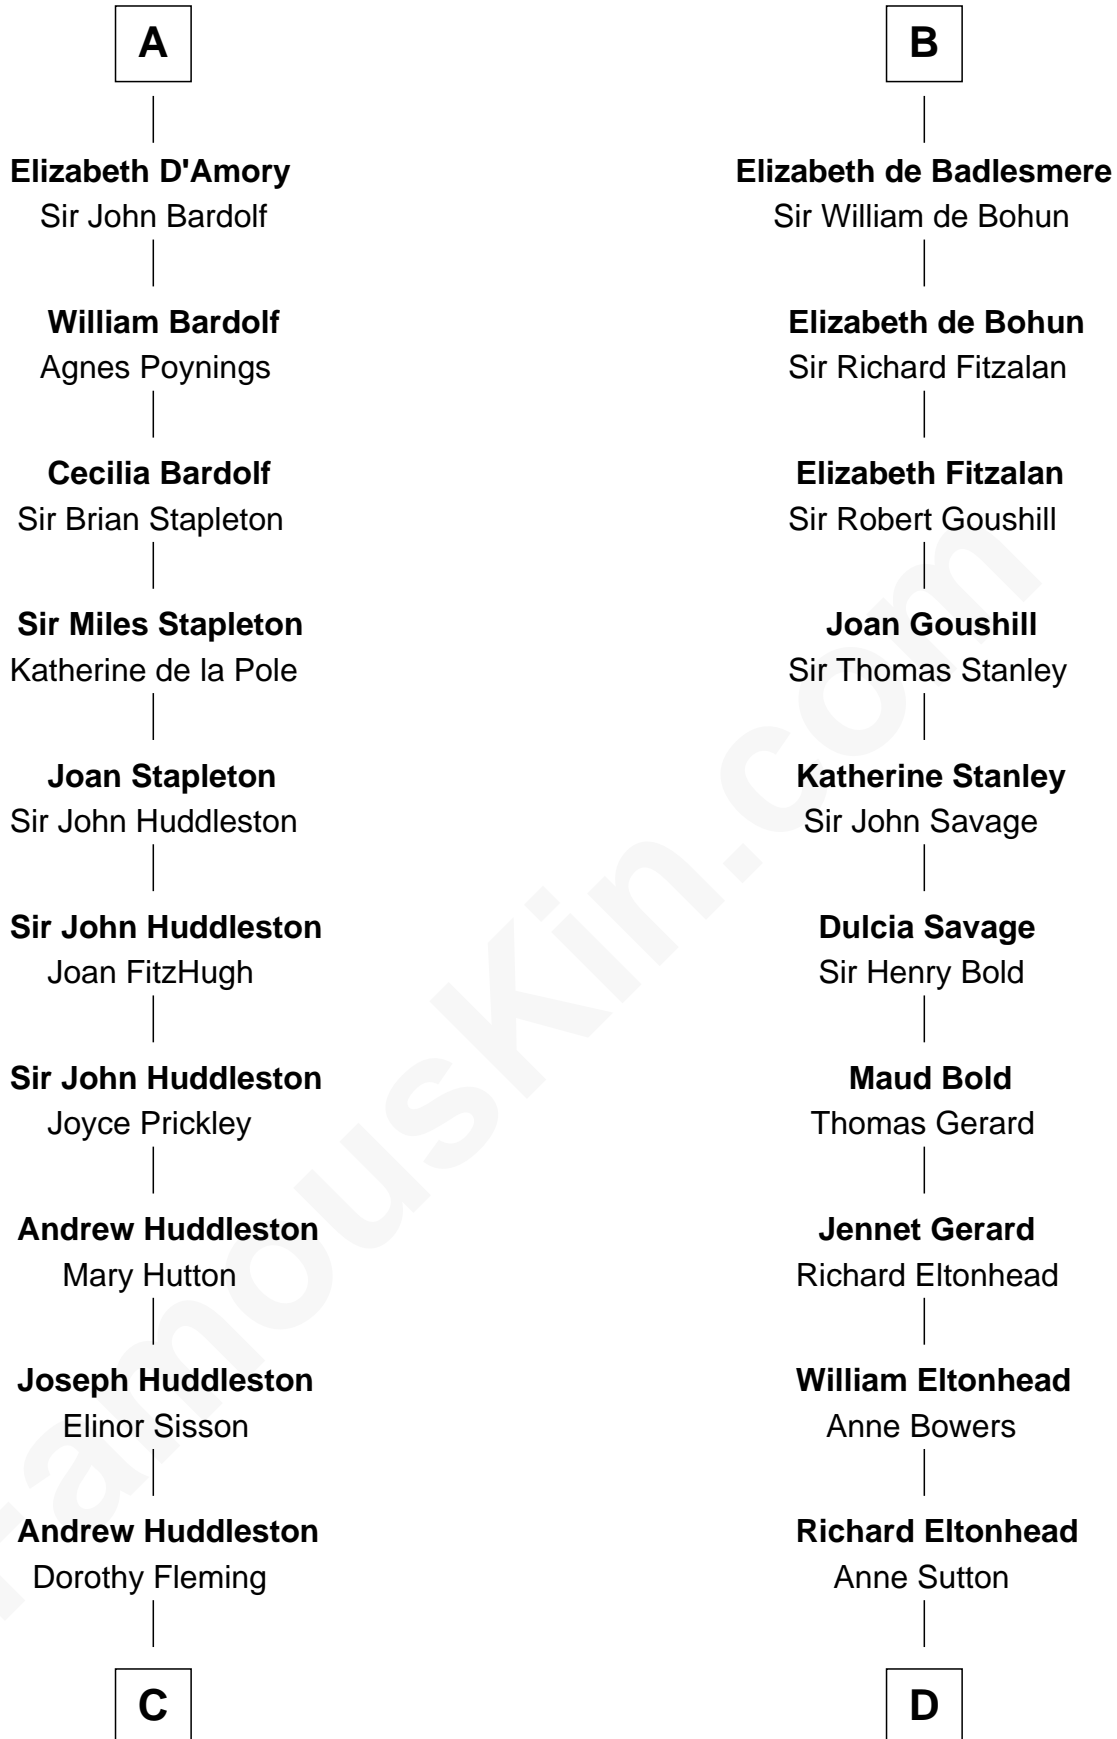 A
Elizabeth D'Amory
Sir John Bardolf
William Bardolf
Agnes Poynings
Cecilia Bardolf
Sir Brian Stapleton
Sir Miles Stapleton
Katherine de la Pole
Joan Stapleton
Sir John Huddleston
Sir John Huddleston
Joan FitzHugh
Sir John Huddleston
Joyce Prickley
Andrew Huddleston
Mary Hutton
Joseph Huddleston
Elinor Sisson
Andrew Huddleston
Dorothy Fleming
C
B
Elizabeth de Badlesmere
Sir William de Bohun
Elizabeth de Bohun
Sir Richard Fitzalan
Elizabeth Fitzalan
Sir Robert Goushill
Joan Goushill
Sir Thomas Stanley
Katherine Stanley
Sir John Savage
Dulcia Savage
Sir Henry Bold
Maud Bold
Thomas Gerard
Jennet Gerard
Richard Eltonhead
William Eltonhead
Anne Bowers
Richard Eltonhead
Anne Sutton
D
FamousKin.com